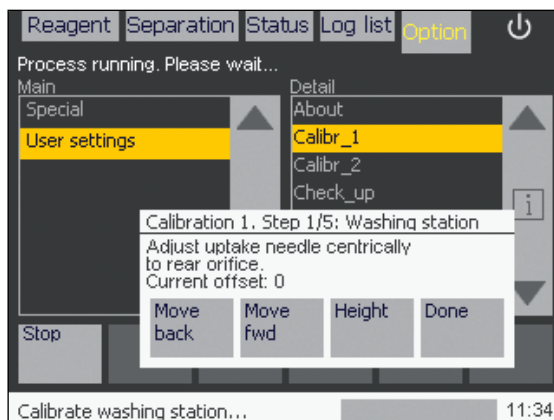 Reagent Separation Status Log list Option
Process running. Please wait...
Main Detail
Special About
User settings Calibr_1
Calibr_2
Check_up
i
Calibration 1. Step 1/5: Washing station
Adjust uptake needle centrically
to rear orifice.
Current offset: 0
Move back
Move fwd
Height
Done
Stop
Calibrate washing station... 11:34